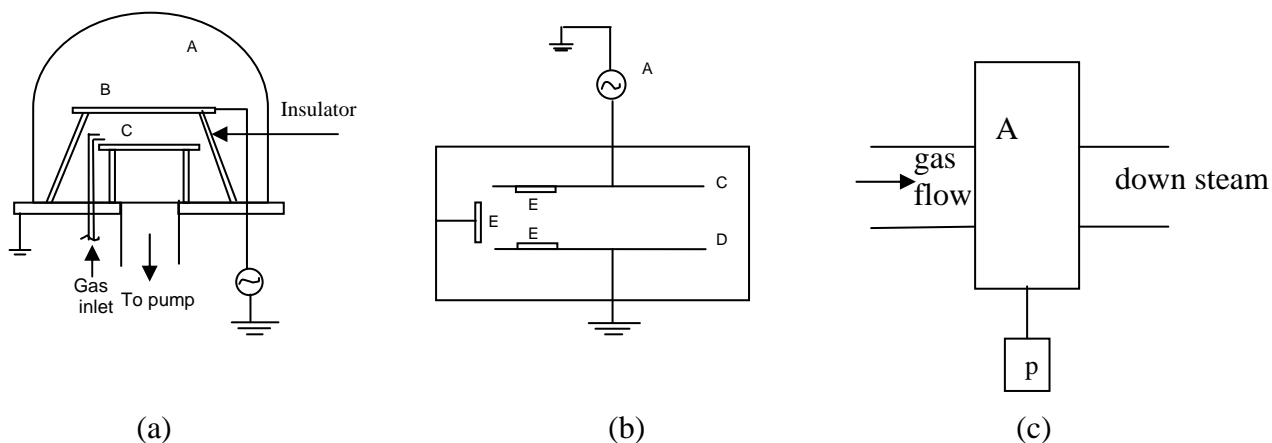 A
B
Insulator
C
Gas
inlet
To pump
(a)
A
C
E
E
E
D
(b)
A
gas
flow
down steam
p
(c)